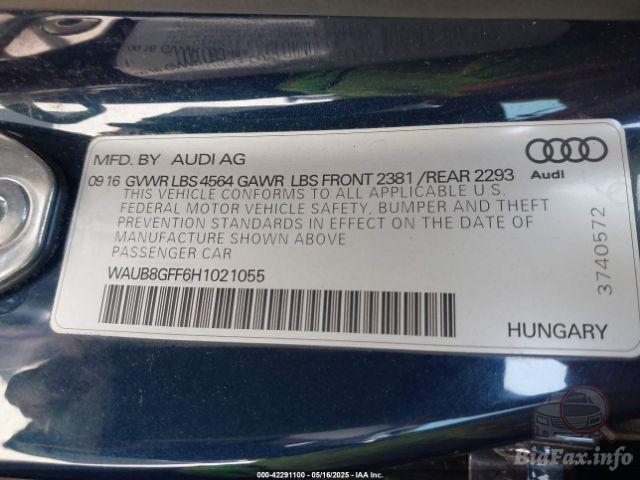 MFD. BY AUDI AG
Audi
09 16 GVWR LBS 4564 GAWR LBS FRONT 2381 /REAR 2293
THIS VEHICLE CONFORMS TO ALL APPLICABLE U.S.
FEDERAL MOTOR VEHICLE SAFETY, BUMPER AND THEFT
PREVENTION STANDARDS IN EFFECT ON THE DATE OF
MANUFACTURE SHOWN ABOVE
PASSENGER CAR
WAUB8GFF6H1021055
3740572
HUNGARY
BidFax.info
000-42291100 - 05/16/2025 - IAA Inc.